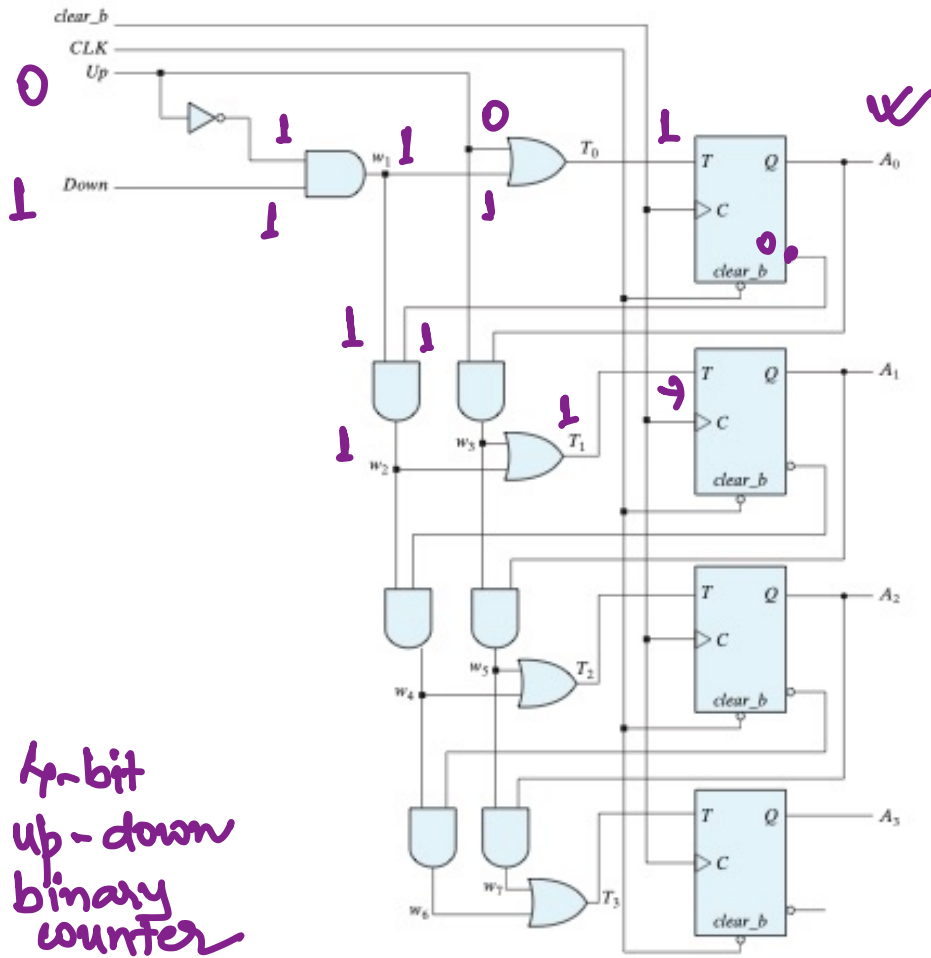 clear_b
CLK
Up
0
1
Down
1
1
w₁
1
0
1
T₀
1
T
Q
A₀
C
0
clear_b
1
1
1
w₂
w₃
1
T₁
T
Q
A₁
C
clear_b
w₄
w₅
T₂
T
Q
A₂
C
clear_b
w₆
w₇
T₃
T
Q
A₃
C
clear_b
4-bit
up-down
binary
counter